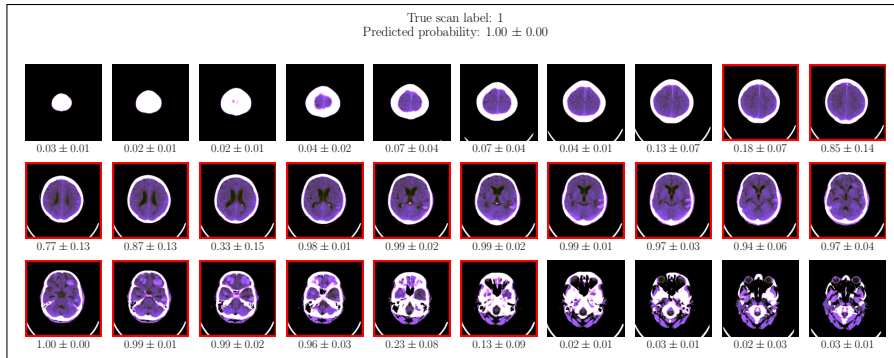 True scan label: 1
Predicted probability: 1.00 ± 0.00
0.03 ± 0.01 0.02 ± 0.01 0.02 ± 0.01 0.04 ± 0.02 0.07 ± 0.04 0.07 ± 0.04 0.04 ± 0.01 0.13 ± 0.07 0.18 ± 0.07 0.85 ± 0.14
0.77 ± 0.13 0.87 ± 0.13 0.33 ± 0.15 0.98 ± 0.01 0.99 ± 0.02 0.99 ± 0.02 0.99 ± 0.01 0.97 ± 0.03 0.94 ± 0.06 0.97 ± 0.04
1.00 ± 0.00 0.99 ± 0.01 0.99 ± 0.02 0.96 ± 0.03 0.23 ± 0.08 0.13 ± 0.09 0.02 ± 0.01 0.03 ± 0.01 0.02 ± 0.03 0.03 ± 0.01